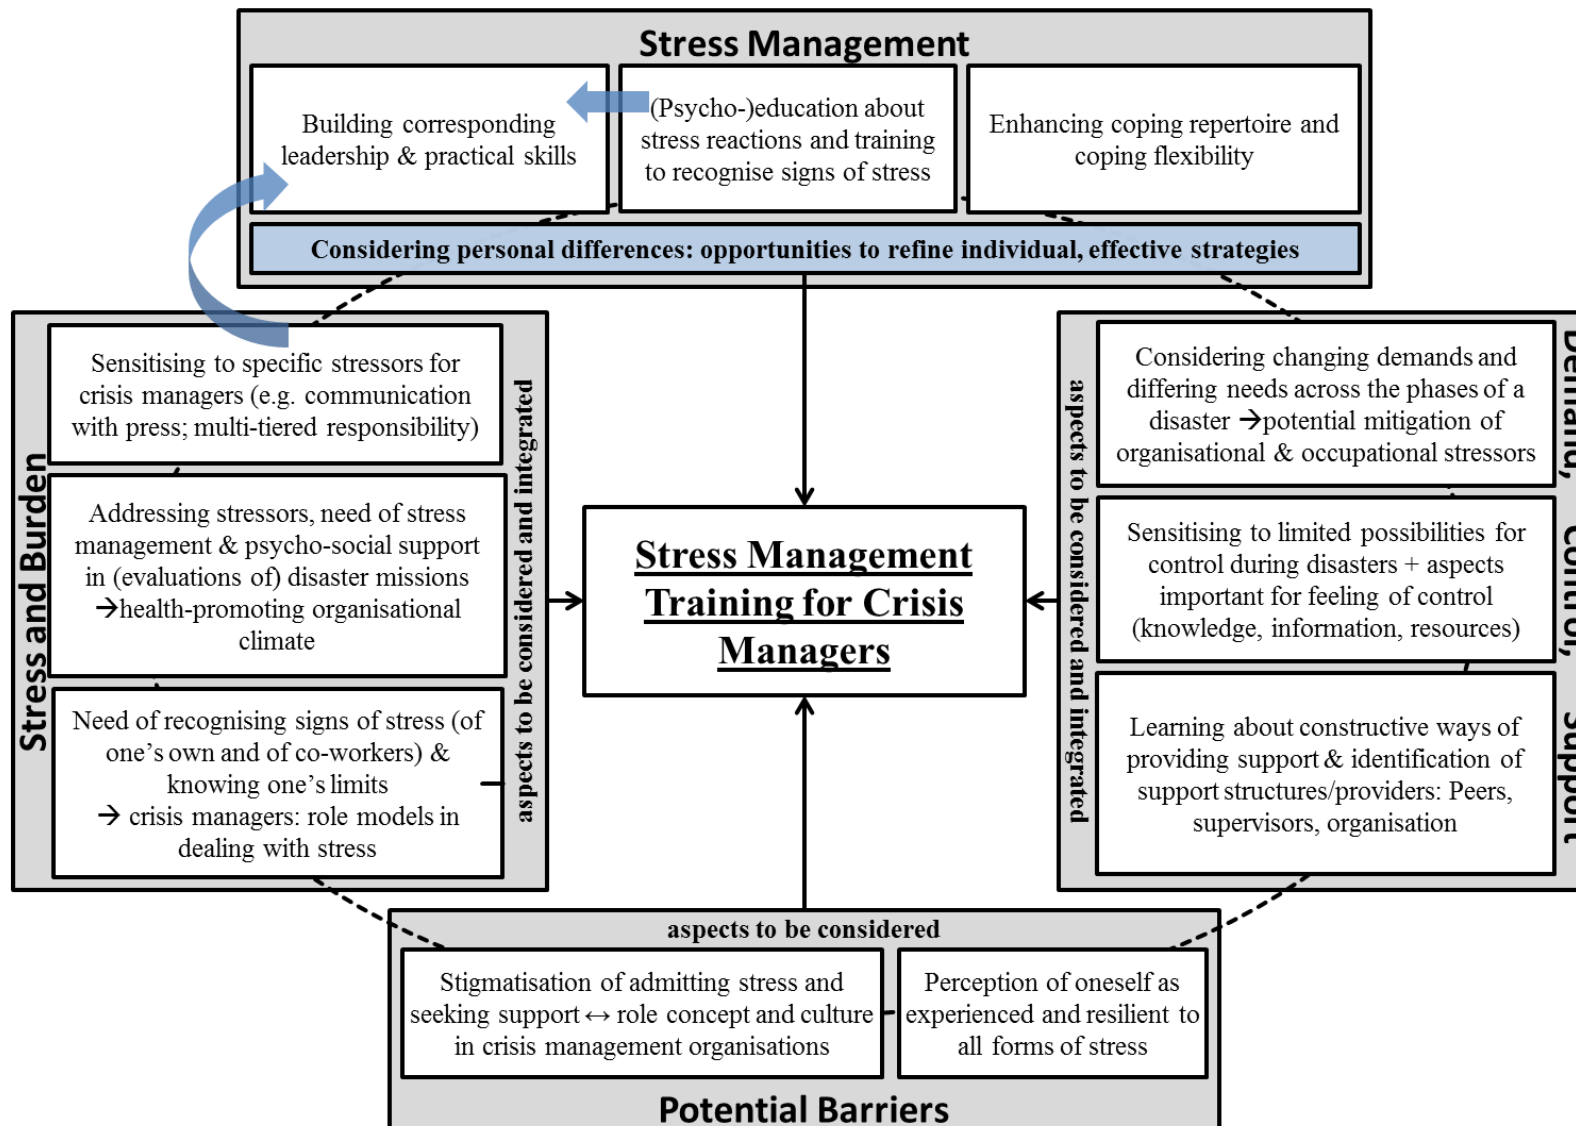 Stress Management
Building corresponding
leadership & practical skills
(Psycho-)education about
stress reactions and training
to recognise signs of stress
Enhancing coping repertoire and
coping flexibility
Considering personal differences: opportunities to refine individual, effective strategies
Stress and Burden
Sensitising to specific stressors for
crisis managers (e.g. communication
with press; multi-tiered responsibility)
Addressing stressors, need of stress
management & psycho-social support
in (evaluations of) disaster missions
→health-promoting organisational
climate
Need of recognising signs of stress (of
one's own and of co-workers) &
knowing one's limits
→ crisis managers: role models in
dealing with stress
aspects to be considered and integrated
Stress Management
Training for Crisis
Managers
aspects to be considered and integrated
Considering changing demands and
differing needs across the phases of a
disaster →potential mitigation of
organisational & occupational stressors
Sensitising to limited possibilities for
control during disasters + aspects
important for feeling of control
(knowledge, information, resources)
Learning about constructive ways of
providing support & identification of
support structures/providers: Peers,
supervisors, organisation
Demand, Control, Support
aspects to be considered
Stigmatisation of admitting stress and
seeking support ↔ role concept and culture
in crisis management organisations
Perception of oneself as
experienced and resilient to
all forms of stress
Potential Barriers